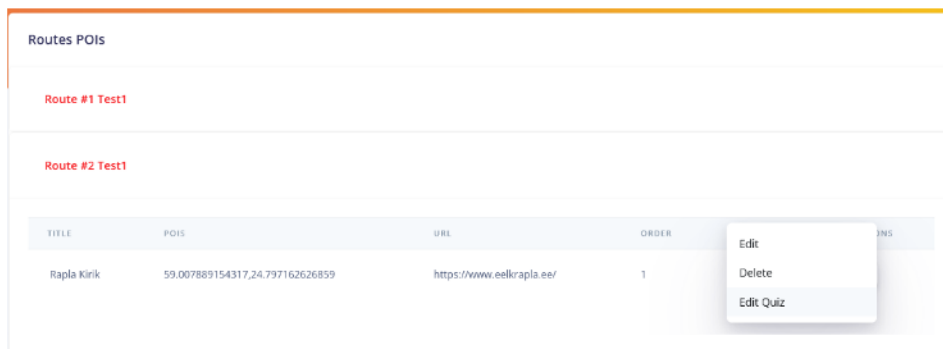 Routes POIs
Route #1 Test1
Route #2 Test1
TITLE POIS URL ORDER
Rapla Kirik 59.007889154317,24.797162626859 https://www.eelkrapla.ee/ 1
Edit
Delete
Edit Quiz